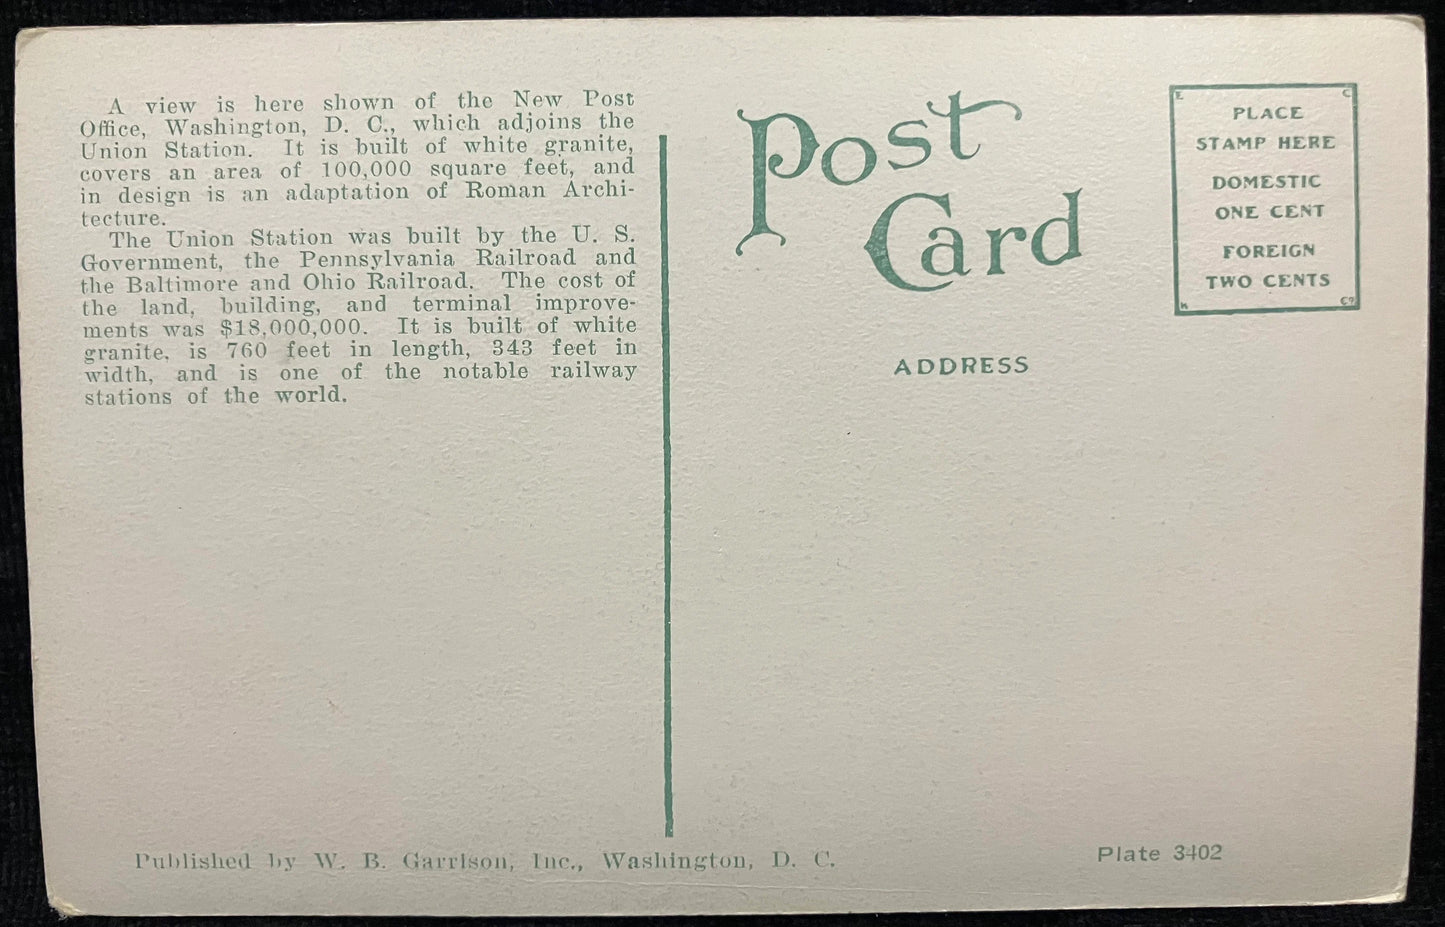 A view is here shown of the New Post
Office, Washington, D. C., which adjoins the
Union Station. It is built of white granite,
covers an area of 100,000 square feet, and
in design is an adaptation of Roman Archi-
tecture.
The Union Station was built by the U. S.
Government, the Pennsylvania Railroad and
the Baltimore and Ohio Railroad. The cost of
the land, building, and terminal improve-
ments was $18,000,000. It is built of white
granite, is 760 feet in length, 343 feet in
width, and is one of the notable railway
stations of the world.
Post
Card
ADDRESS
E C
PLACE
STAMP HERE
DOMESTIC
ONE CENT
FOREIGN
TWO CENTS
K Co
Published by W. B. Garrison, Inc., Washington, D. C.
Plate 3402